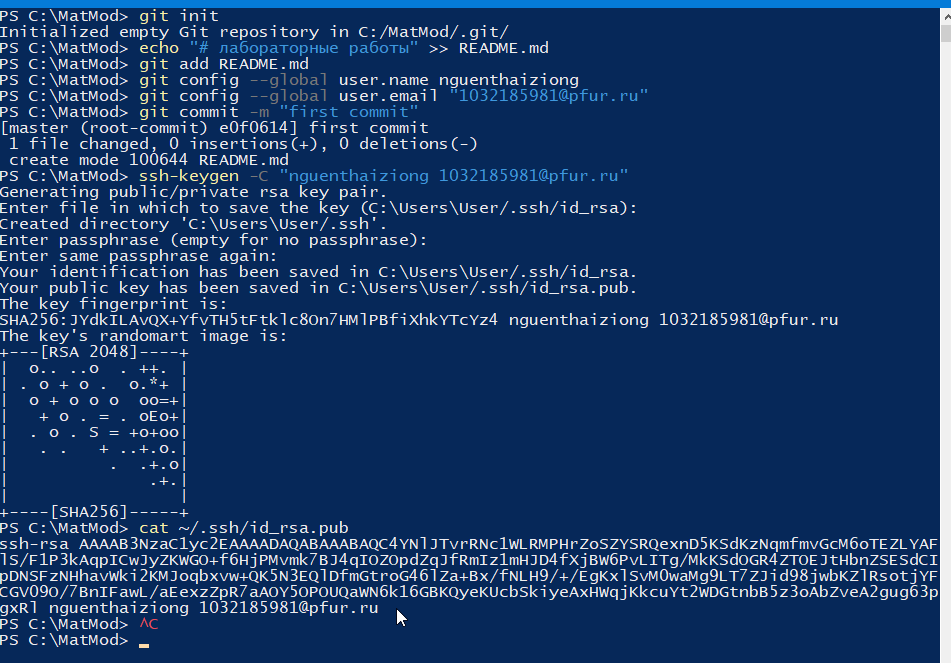 PS C:\MatMod> git init
Initialized empty Git repository in C:/MatMod/.git/
PS C:\MatMod> echo "# лабораторные работы" >> README.md
PS C:\MatMod> git add README.md
PS C:\MatMod> git config --global user.name nguenthaiziong
PS C:\MatMod> git config --global user.email "1032185981@pfur.ru"
PS C:\MatMod> git commit -m "first commit"
[master (root-commit) e0f0614] first commit
 1 file changed, 0 insertions(+), 0 deletions(-)
 create mode 100644 README.md
PS C:\MatMod> ssh-keygen -C "nguenthaiziong 1032185981@pfur.ru"
Generating public/private rsa key pair.
Enter file in which to save the key (C:\Users\User/.ssh/id_rsa):
Created directory 'C:\Users\User/.ssh'.
Enter passphrase (empty for no passphrase):
Enter same passphrase again:
Your identification has been saved in C:\Users\User/.ssh/id_rsa.
Your public key has been saved in C:\Users\User/.ssh/id_rsa.pub.
The key fingerprint is:
SHA256:JYdkILAvQX+YfvTH5tFtklc8On7HMlPBfiXhkYTcYz4 nguenthaiziong 1032185981@pfur.ru
The key's randomart image is:
+---[RSA 2048]----+
|  o.. ..o  . ++. |
| . o + o .  o.*+ |
|  o + o o o  oo=+|
|   + o . = . oEo+|
|  . o . S = +o+oo|
|   . .   + ..+.o.|
|          .  .+.o|
|              .+.|
|                 |
+----[SHA256]-----+
PS C:\MatMod> cat ~/.ssh/id_rsa.pub
ssh-rsa AAAAB3NzaC1yc2EAAAADAQABAAABAQC4YNlJTvrRNc1WLRMPHrZoSZYSRQexnD5KSdKzNqmfmvGcM6oTEZLYAF
lS/F1P3kAqpICwJyZKWGO+f6HjPMvmk7BJ4qIOZOpdZqJfRmIz1mHJD4fXjBW6PvLITg/MkKSdOGR4ZTOEJtHbnZSESdCI
pDNSFzNHhavWki2KMJoqbxvw+QK5N3EQlDfmGtroG46lZa+Bx/fNLH9/+/EgKxlSvM0waMg9LT7ZJid98jwbKZlRsotjYF
CGV09O/7BnIFawL/aEexzZpR7aAOY5OPOUQaWN6k16GBKQyeKUcbSkiyeAxHWqjKkcuYt2WDGtnbB5z3oAbZveA2gug63p
gxRl nguenthaiziong 1032185981@pfur.ru
PS C:\MatMod> ^C
PS C:\MatMod>